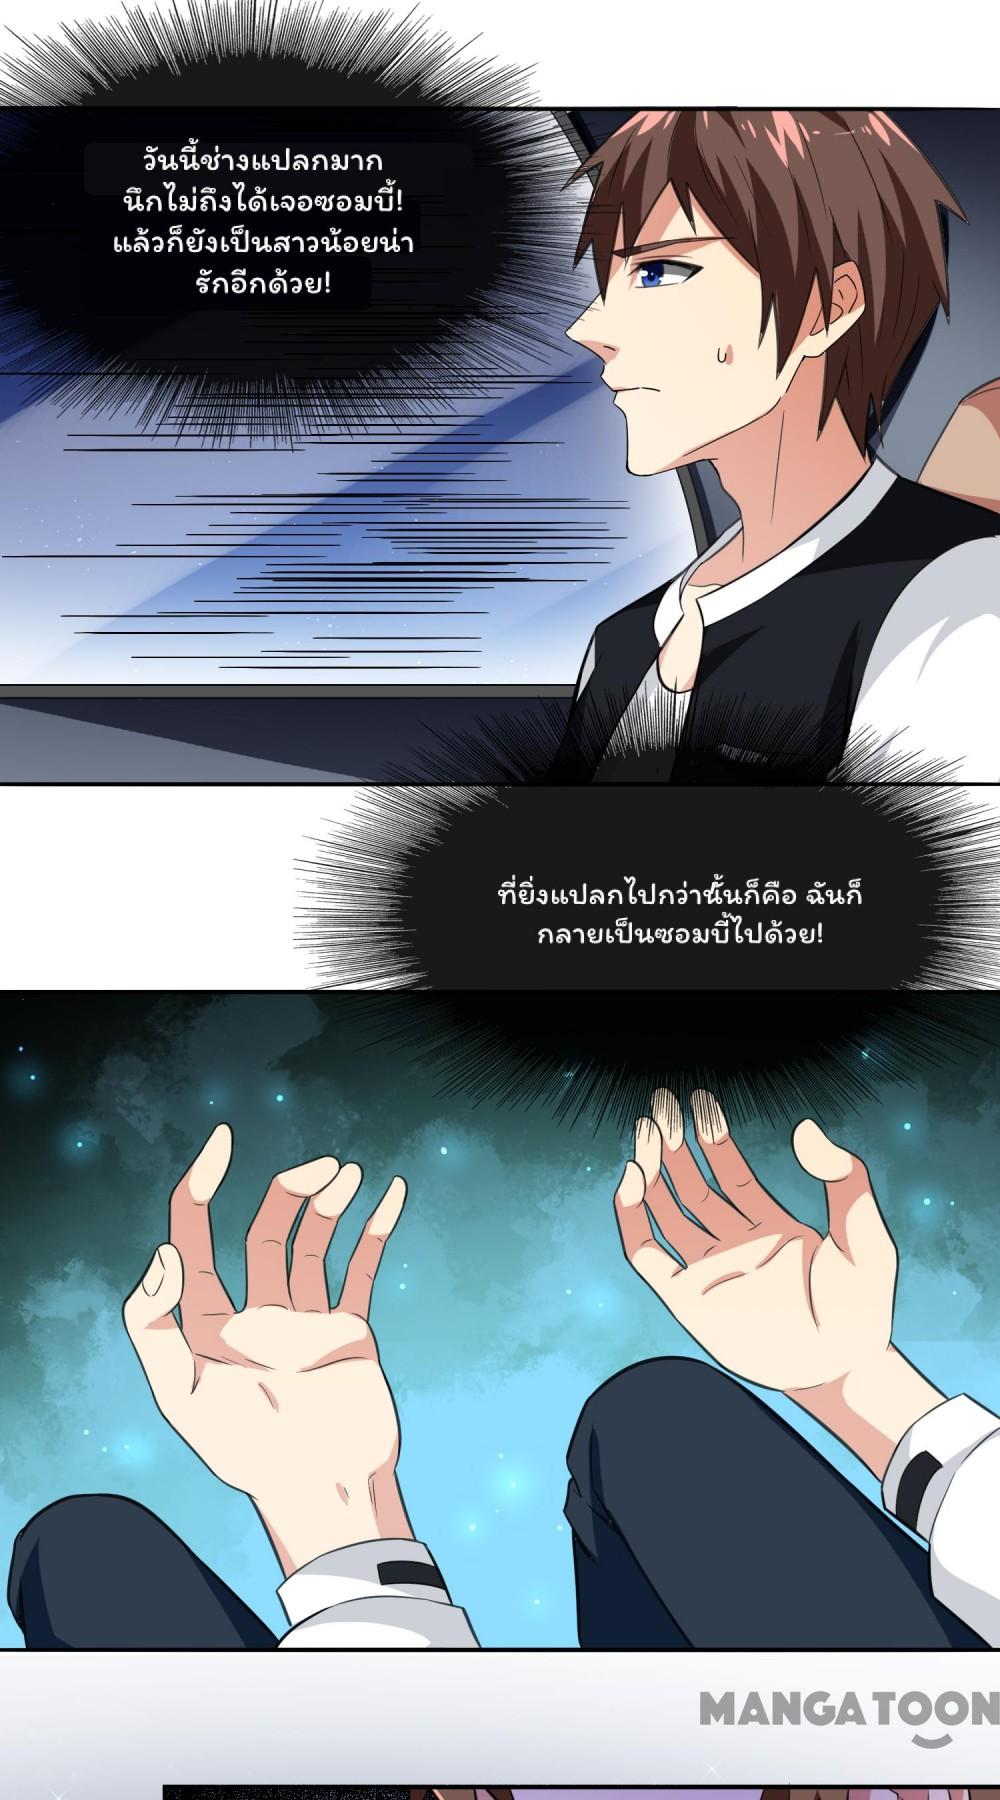 วันนี้ช่างแปลกมาก
นึกไม่ถึงได้เจอซอมบี้!
แล้วก็ยังเป็นสาวน้อยน่า
รักอีกด้วย!
ที่ยิ่งแปลกไปกว่านั้นก็คือ ฉันก็
กลายเป็นซอมบี้ไปด้วย!
MANGA TOON